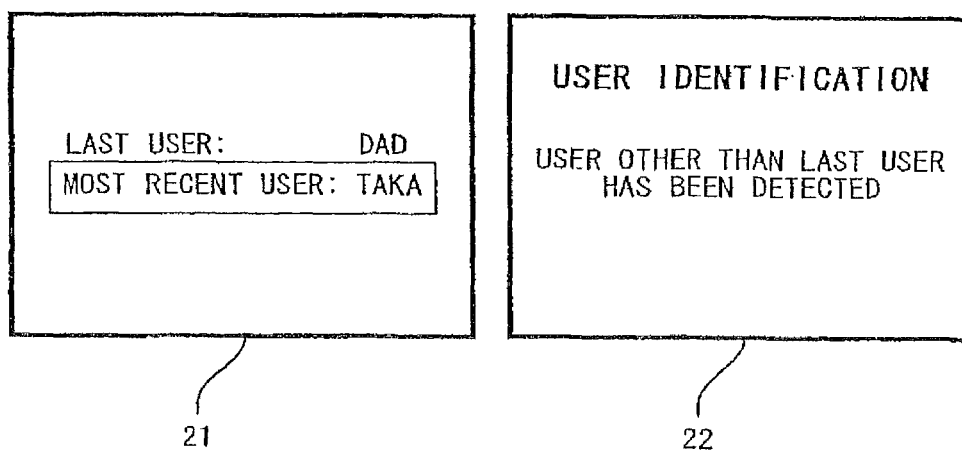 LAST USER: DAD
MOST RECENT USER: TAKA
21
USER IDENTIFICATION
USER OTHER THAN LAST USER
HAS BEEN DETECTED
22